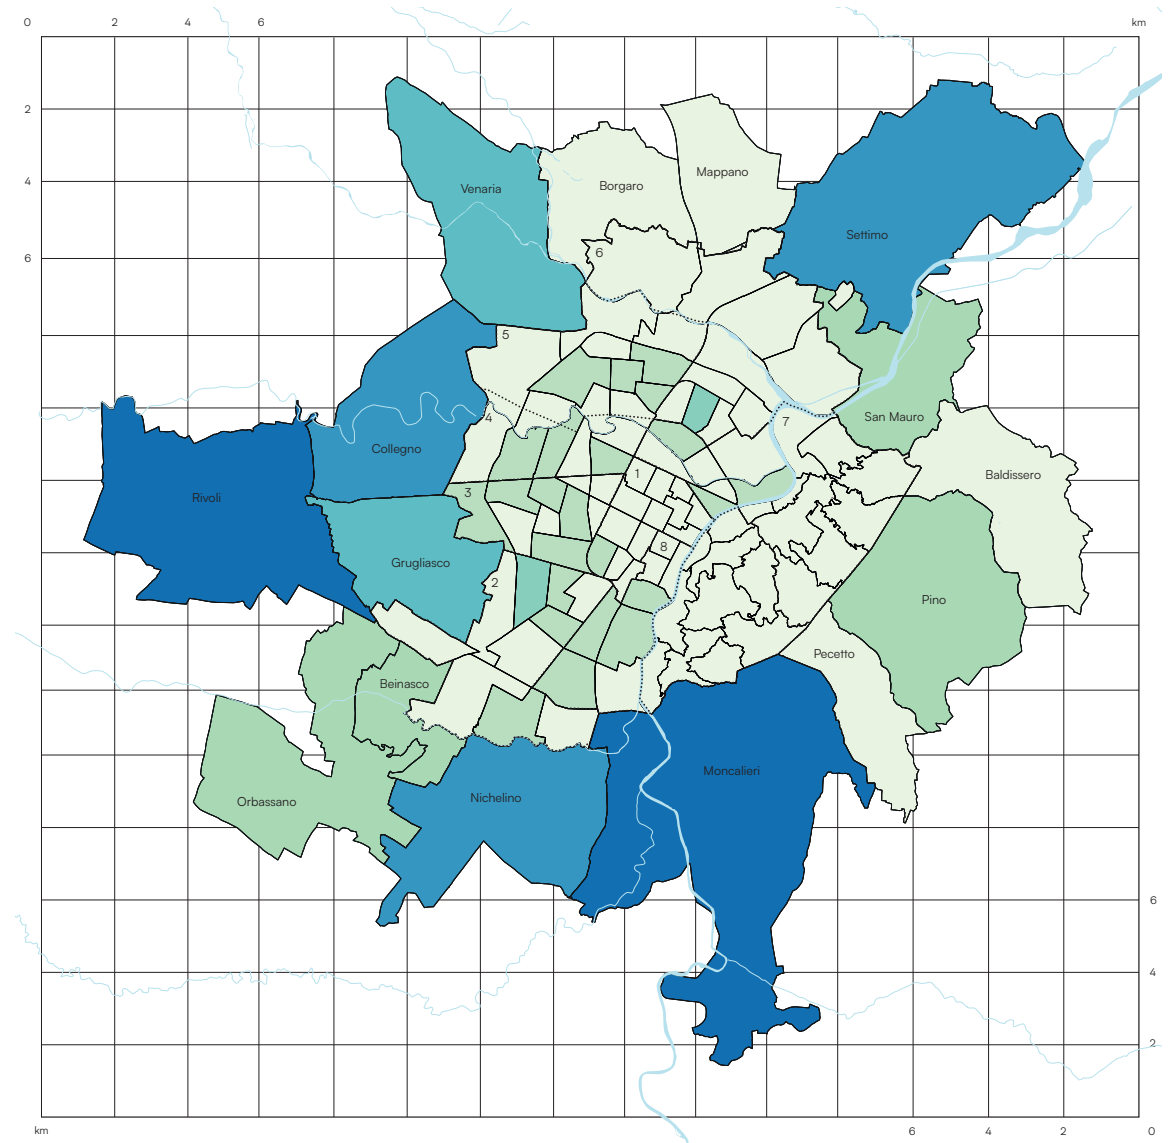 0 2 4 6 km
2
Mappano
4
Venaria Borgaro
Settimo
6 6
5
San Mauro
4 7
Collegno
1 Baldissero
3
Rivoli
8
Grugliasco
2
Pino
Pecetto
Beinasco
Moncalieri
Nichelino
Orbassano
6
4
2
km 6 4 2 0